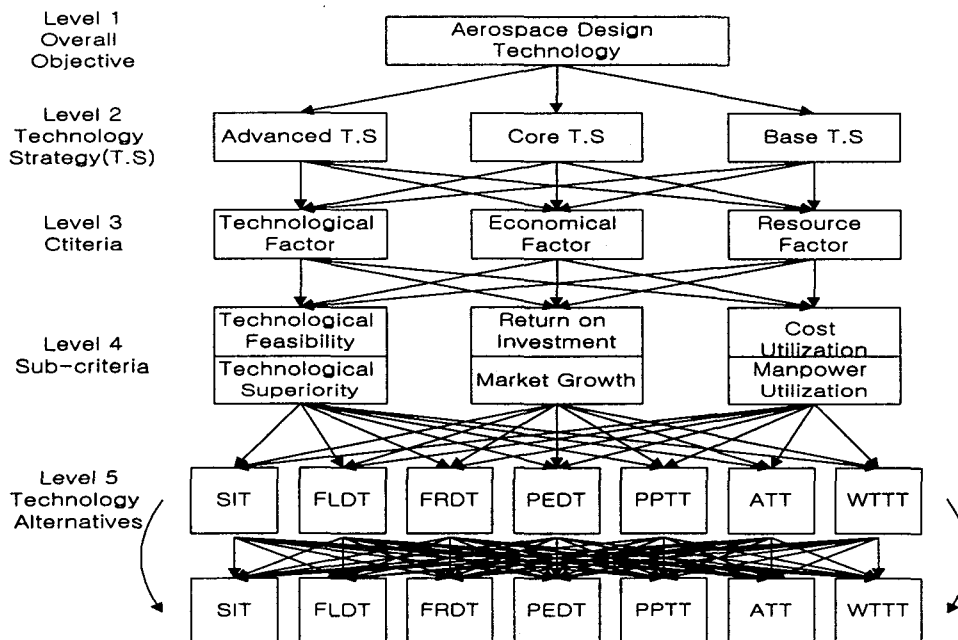 Level 1
Overall
Objective
Aerospace Design
Technology
Level 2
Technology
Strategy(T.S)
Advanced T.S
Core T.S
Base T.S
Level 3
Ctiteria
Technological
Factor
Economical
Factor
Resource
Factor
Level 4
Sub-criteria
Technological
Feasibility
Return on
Investment
Cost
Utilization
Technological
Superiority
Market Growth
Manpower
Utilization
Level 5
Technology
Alternatives
SIT
FLDT
FRDT
PEDT
PPTT
ATT
WTTT
SIT
FLDT
FRDT
PEDT
PPTT
ATT
WTTT